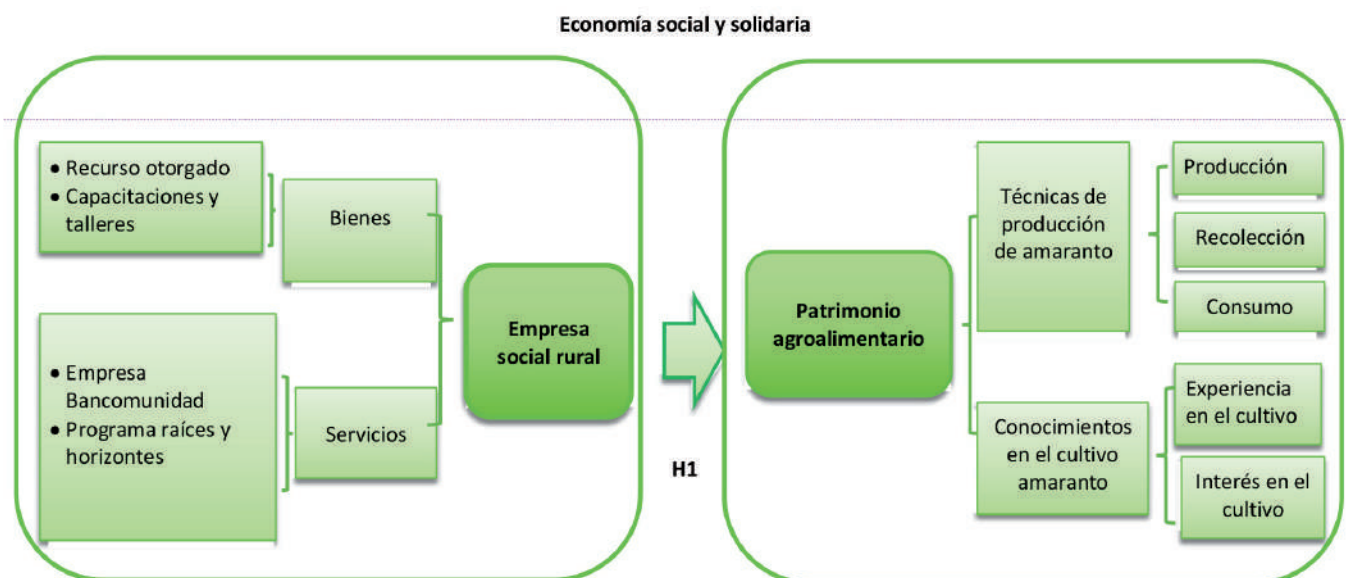 Economía social y solidaria
• Recurso otorgado
• Capacitaciones y
talleres
Bienes
• Empresa
Bancomunidad
• Programa raíces y
horizontes
Servicios
Empresa
social rural
H1
Patrimonio
agroalimentario
Técnicas de
producción
de amaranto
Producción
Recolección
Consumo
Conocimientos
en el cultivo
amaranto
Experiencia
en el cultivo
Interés en el
cultivo